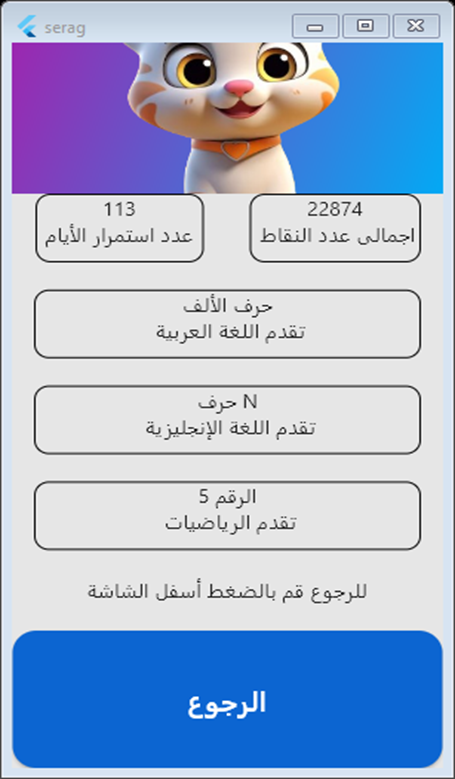 serag
22874
اجمالى عدد النقاط
113
عدد استمرار الأيام
حرف الألف
تقدم اللغة العربية
حرف N
تقدم اللغة الإنجليزية
الرقم 5
تقدم الرياضيات
للرجوع قم بالضغط أسفل الشاشة
الرجوع